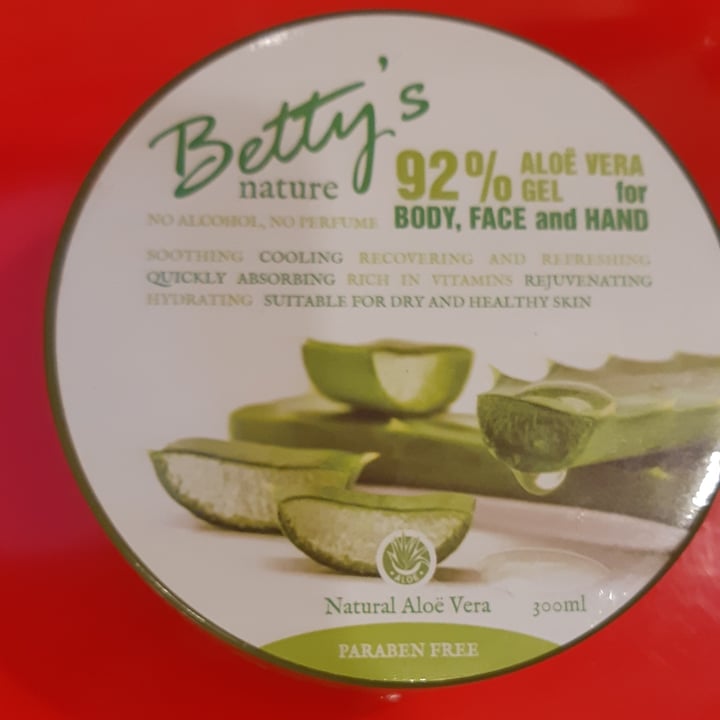 Betty's
nature
92% ALOË VERA
GEL for
BODY, FACE and HAND
NO ALCOHOL, NO PERFUME
SOOTHING COOLING RECOVERING AND REFRESHING
QUICKLY ABSORBING RICH IN VITAMINS REJUVENATING
HYDRATING SUITABLE FOR DRY AND HEALTHY SKIN
ALOE
Natural Aloë Vera 300ml
PARABEN FREE